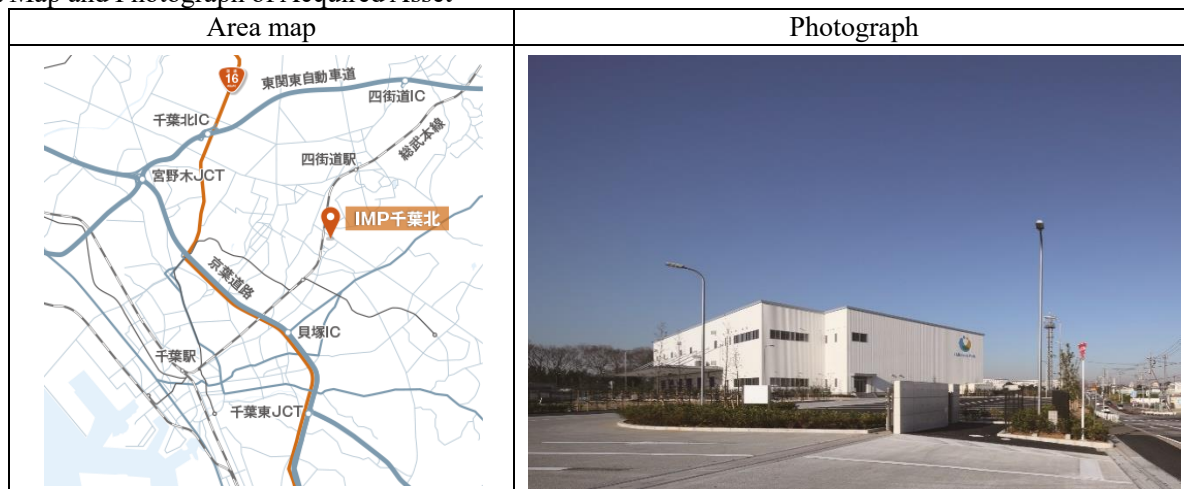 Map and Photograph of Acquired Asset
Area map
Photograph
16
東関東自動車道
四街道IC
千葉北IC
四街道駅
総武本線
宮野木JCT
IMP千葉北
京葉道路
貝塚IC
千葉駅
千葉東JCT